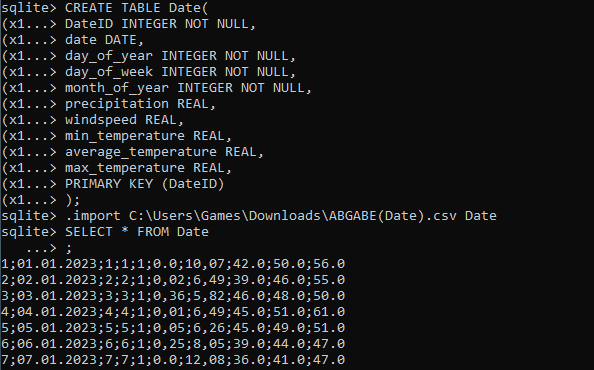 sqlite> CREATE TABLE Date(
(x1...> DateID INTEGER NOT NULL,
(x1...> date DATE,
(x1...> day_of_year INTEGER NOT NULL,
(x1...> day_of_week INTEGER NOT NULL,
(x1...> month_of_year INTEGER NOT NULL,
(x1...> precipitation REAL,
(x1...> windspeed REAL,
(x1...> min_temperature REAL,
(x1...> average_temperature REAL,
(x1...> max_temperature REAL,
(x1...> PRIMARY KEY (DateID)
(x1...> );
sqlite> .import C:\Users\Games\Downloads\ABGABE(Date).csv Date
sqlite> SELECT * FROM Date
   ...> ;
1;01.01.2023;1;1;1;0.0;10,07;42.0;50.0;56.0
2;02.01.2023;2;2;1;0,02;6,49;39.0;46.0;55.0
3;03.01.2023;3;3;1;0,36;5,82;46.0;48.0;50.0
4;04.01.2023;4;4;1;0,01;6,49;45.0;51.0;61.0
5;05.01.2023;5;5;1;0,05;6,26;45.0;49.0;51.0
6;06.01.2023;6;6;1;0,25;8,05;39.0;44.0;47.0
7;07.01.2023;7;7;1;0.0;12,08;36.0;41.0;47.0